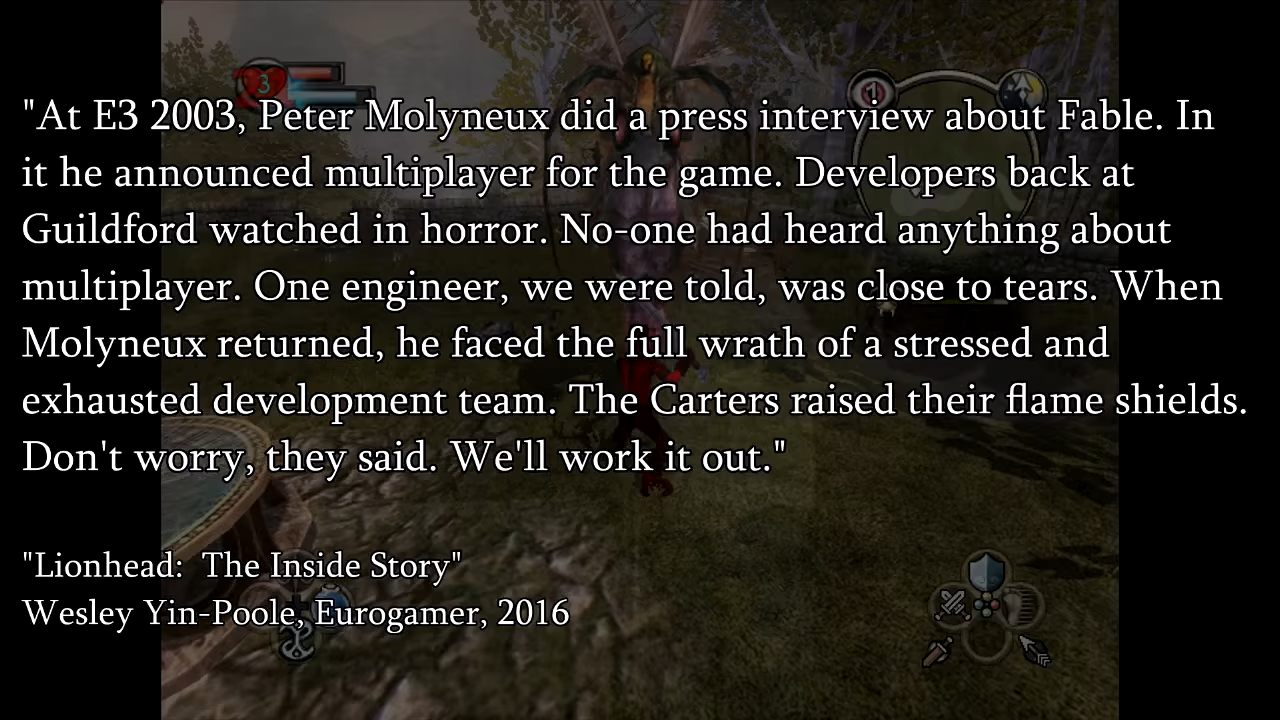 "At E3 2003, Peter Molyneux did a press interview about Fable. In
it he announced multiplayer for the game. Developers back at
Guildford watched in horror. No-one had heard anything about
multiplayer. One engineer, we were told, was close to tears. When
Molyneux returned, he faced the full wrath of a stressed and
exhausted development team. The Carters raised their flame shields.
Don't worry, they said. We'll work it out."
"Lionhead:  The Inside Story"
Wesley Yin-Poole, Eurogamer, 2016
3
1